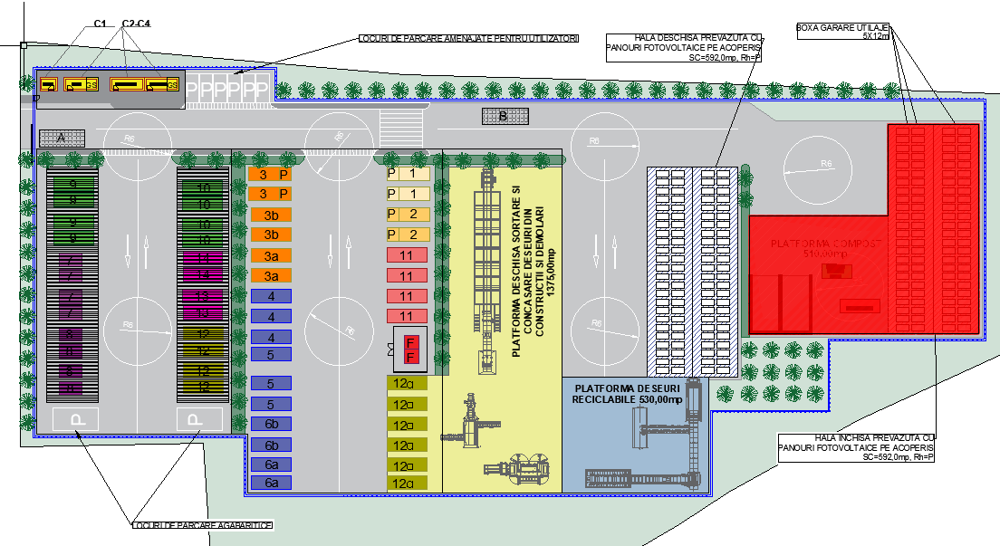 C1 C2-C4
LOCURI DE PARCARE AMENAJATE PENTRU UTILIZATORI
HALA DESCHISA PREVAZUTA CU
PANOURI FOTOVOLTAICE PE ACOPERIS
SC=592,0mp, Rh=P
BOXA GARARE UTILAJE
5X12m
GS
GS
P P P P P P
A
B
R6
R6
R6
R6
9
9
9
8
7
7
7
7
8
8
8
8
10
10
10
10
14
14
13
13
12
12
12
12
3 P
3 P
3b
3b
3a
3a
4
4
4
5
5
5
6b
6b
6a
6a
P 1
P 1
P 2
P 2
11
11
11
11
F
F
12a
12a
12a
12a
12a
12a
R6
R6
R6
PLATFORMA DESCHISA SORTARE SI
CONCASARE DESEURI DIN
CONSTRUCTII SI DEMOLARI
1375,00mp
PLATFORMA COMPOST
510,00mp
PLATFORMA DESEURI
RECICLABILE 530,00mp
P
P
HALA INCHISA PREVAZUTA CU
PANOURI FOTOVOLTAICE PE ACOPERIS
SC=592,0mp, Rh=P
LOCURI DE PARCARE AGABARITICE